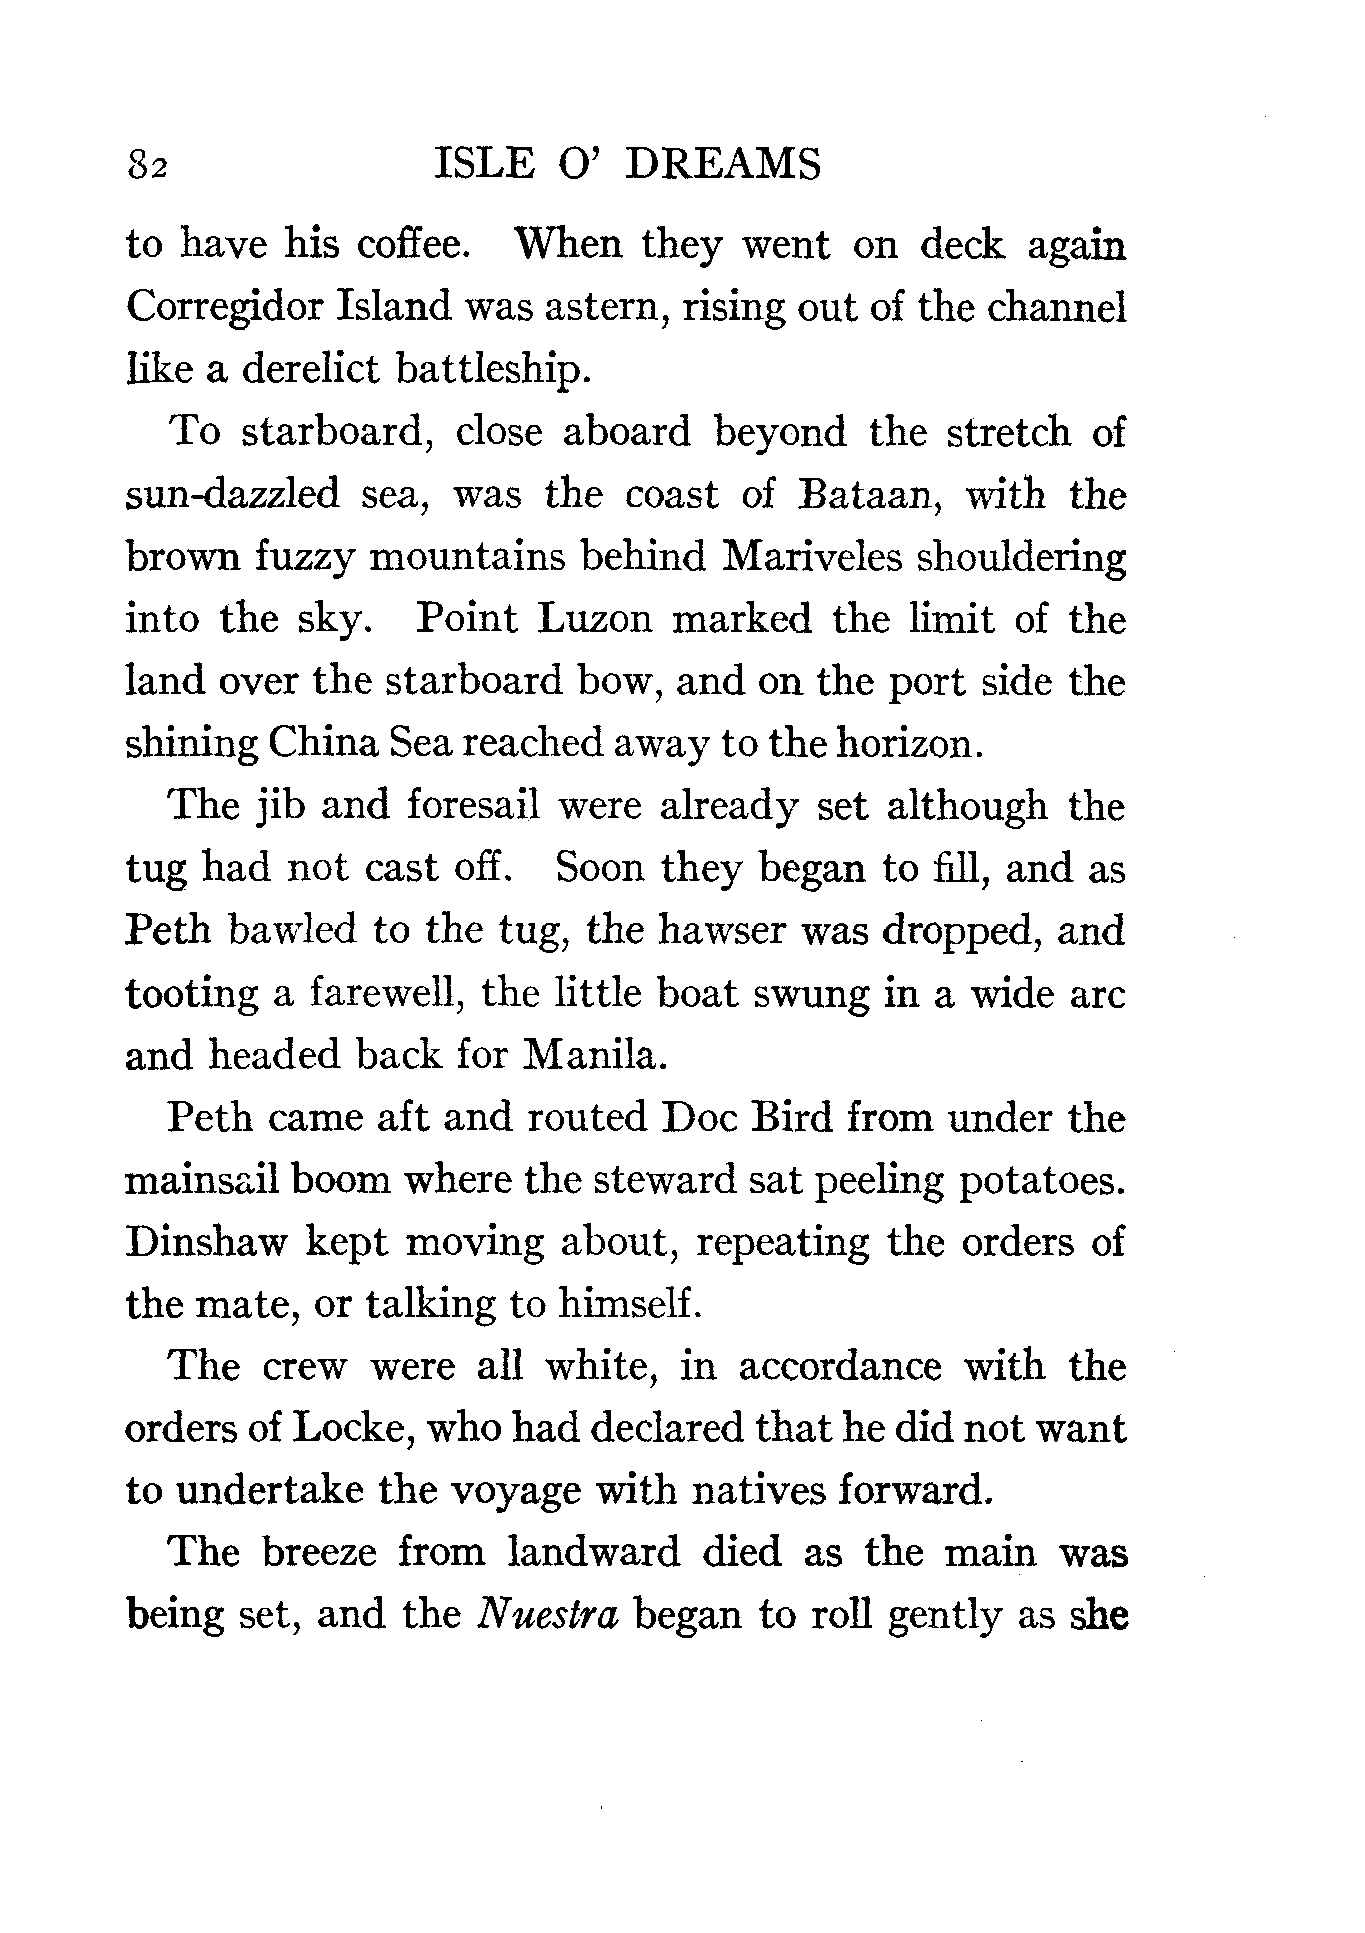 82 ISLE O' DREAMS
to have his coffee. When they went on deck again
Corregidor Island was astern, rising out of the channel
like a derelict battleship.
To starboard, close aboard beyond the stretch of
sun-dazzled sea, was the coast of Bataan, with the
brown fuzzy mountains behind Mariveles shouldering
into the sky. Point Luzon marked the limit of the
land over the starboard bow, and on the port side the
shining China Sea reached away to the horizon.
The jib and foresail were already set although the
tug had not cast off. Soon they began to fill, and as
Peth bawled to the tug, the hawser was dropped, and
tooting a farewell, the little boat swung in a wide arc
and headed back for Manila.
Peth came aft and routed Doc Bird from under the
mainsail boom where the steward sat peeling potatoes.
Dinshaw kept moving about, repeating the orders of
the mate, or talking to himself.
The crew were all white, in accordance with the
orders of Locke, who had declared that he did not want
to undertake the voyage with natives forward.
The breeze from landward died as the main was
being set, and the Nuestra began to roll gently as she